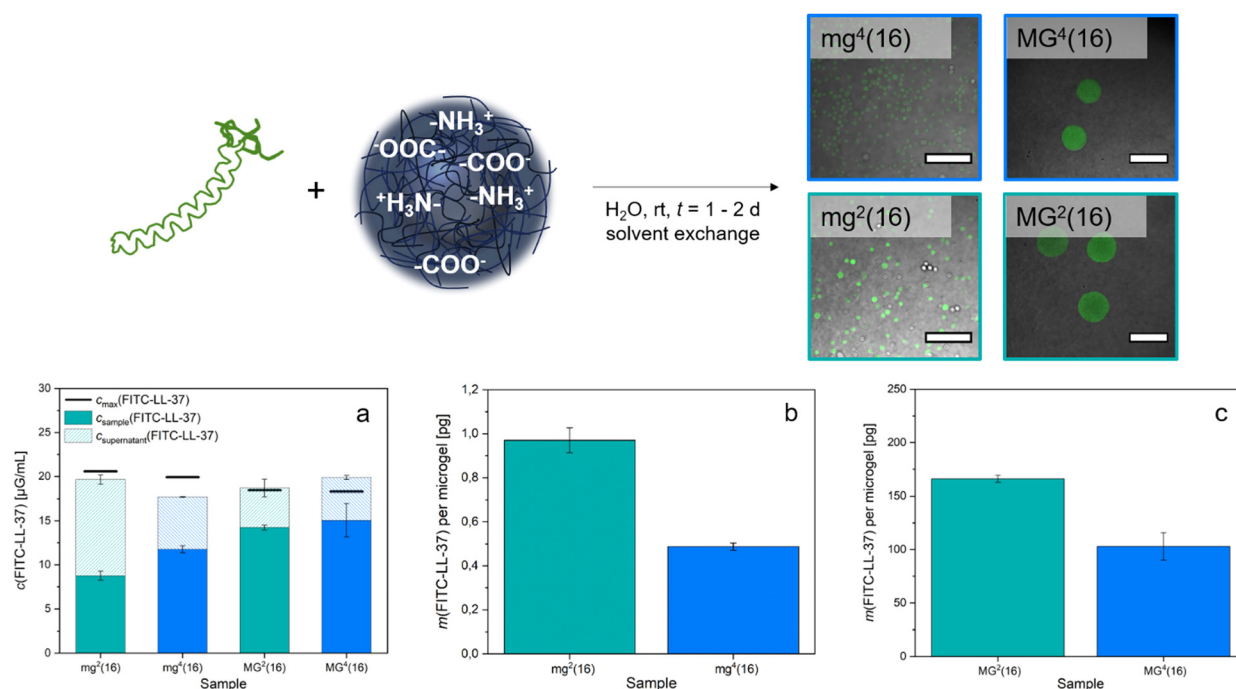 mg⁴(16)
MG⁴(16)
-NH₃⁺
⁻OOC-
-COO⁻
⁺H₃N-
-NH₃⁺
-COO⁻
+
H₂O, rt, t = 1 - 2 d
solvent exchange
mg²(16)
MG²(16)
a
c(FITC-LL-37) [µG/mL]
30
25
20
15
10
5
0
cmax(FITC-LL-37)
csample(FITC-LL-37)
csupernatant(FITC-LL-37)
mg²(16) mg⁴(16) MG²(16) MG⁴(16)
Sample
b
m(FITC-LL-37) per microgel [pg]
1,2
1,0
0,8
0,6
0,4
0,2
0,0
mg²(16) mg⁴(16)
Sample
c
m(FITC-LL-37) per microgel [pg]
250
200
150
100
50
0
MG²(16) MG⁴(16)
Sample